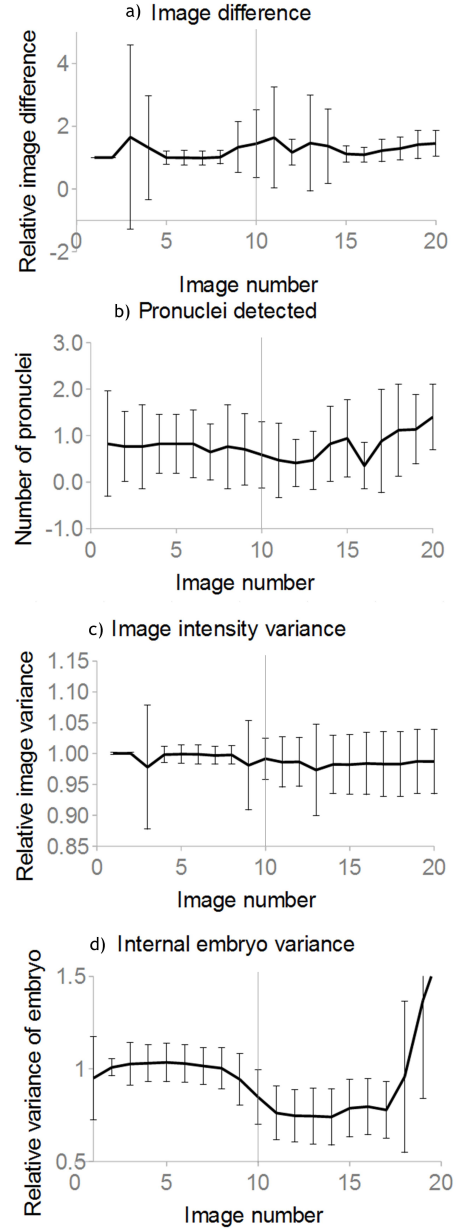 a) Image difference
Relative image difference
4
2
0
-2
0 5 10 15 20
Image number
b) Pronuclei detected
Number of pronuclei
3.0
2.0
1.0
0.0
-1.0
0 5 10 15 20
Image number
c) Image intensity variance
Relative image variance
1.15
1.10
1.05
1.00
0.95
0.90
0.85
0 5 10 15 20
Image number
d) Internal embryo variance
Relative variance of embryo
1.5
1
0.5
0 5 10 15 20
Image number